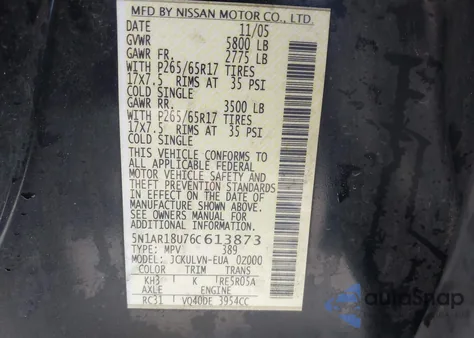 MFD BY NISSAN MOTOR CO., LTD.
DATE 11/05
GVWR 5800 LB
GAWR FR. 2775 LB
WITH P265/65R17 TIRES
17X7.5 RIMS AT 35 PSI
COLD SINGLE
GAWR RR. 3500 LB
WITH P265/65R17 TIRES
17X7.5 RIMS AT 35 PSI
COLD SINGLE
THIS VEHICLE CONFORMS TO
ALL APPLICABLE FEDERAL
MOTOR VEHICLE SAFETY AND
THEFT PREVENTION STANDARDS
IN EFFECT ON THE DATE OF
MFR. SHOWN ABOVE.
SEE OWNER'S MANUAL FOR
ADDITIONAL INFORMATION
5N1AR18U76C613873
TYPE: MPV 389
MODEL: JCKULVN-EUA 0Z000
COLOR TRIM TRANS
KH3 K RE5R05A
AXLE ENGINE
RC31 VQ40DE 3954CC
AutoSnap